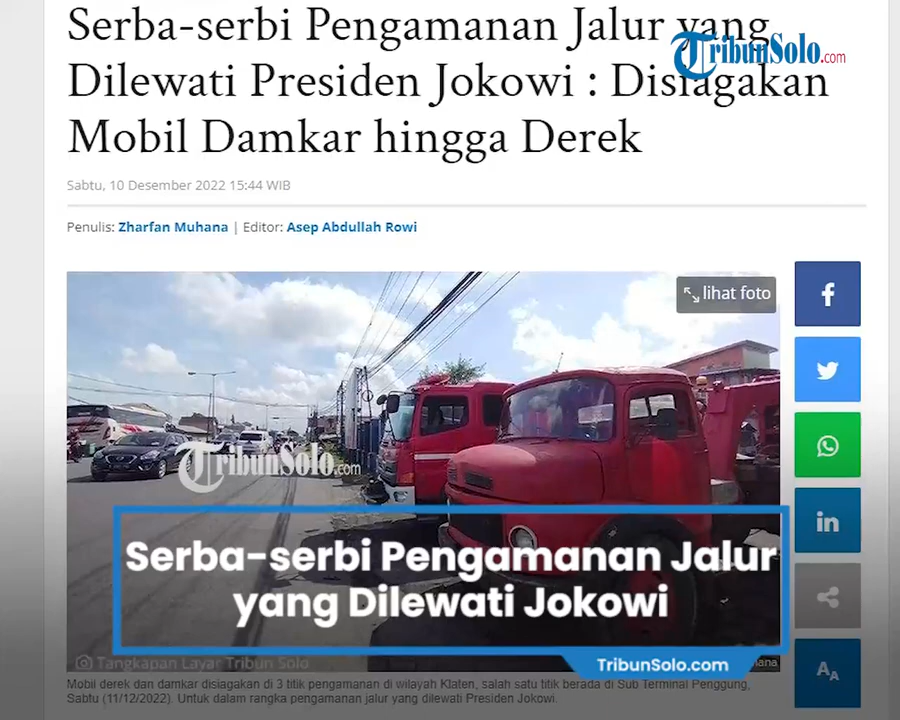 Serba-serbi Pengamanan Jalur yang
TribunSolo.com
Dilewati Presiden Jokowi : Disiagakan
Mobil Damkar hingga Derek
Sabtu, 10 Desember 2022 15:44 WIB
Penulis: Zharfan Muhana | Editor: Asep Abdullah Rowi
lihat foto
TribunSolo.com
Serba-serbi Pengamanan Jalur
yang Dilewati Jokowi
TribunSolo.com
Tangkapan Layar Tribun Solo
Mobil derek dan damkar disiagakan di 3 titik pengamanan di wilayah Klaten, salah satu titik berada di Sub Terminal Penggung,
Sabtu (11/12/2022). Untuk dalam rangka pengamanan jalur yang dilewati Presiden Jokowi.
f
in
AA